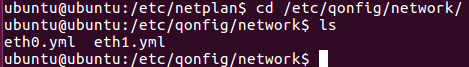 ubuntu@ubuntu:/etc/netplan$ cd /etc/qonfig/network/
ubuntu@ubuntu:/etc/qonfig/network$ ls
eth0.yml  eth1.yml
ubuntu@ubuntu:/etc/qonfig/network$